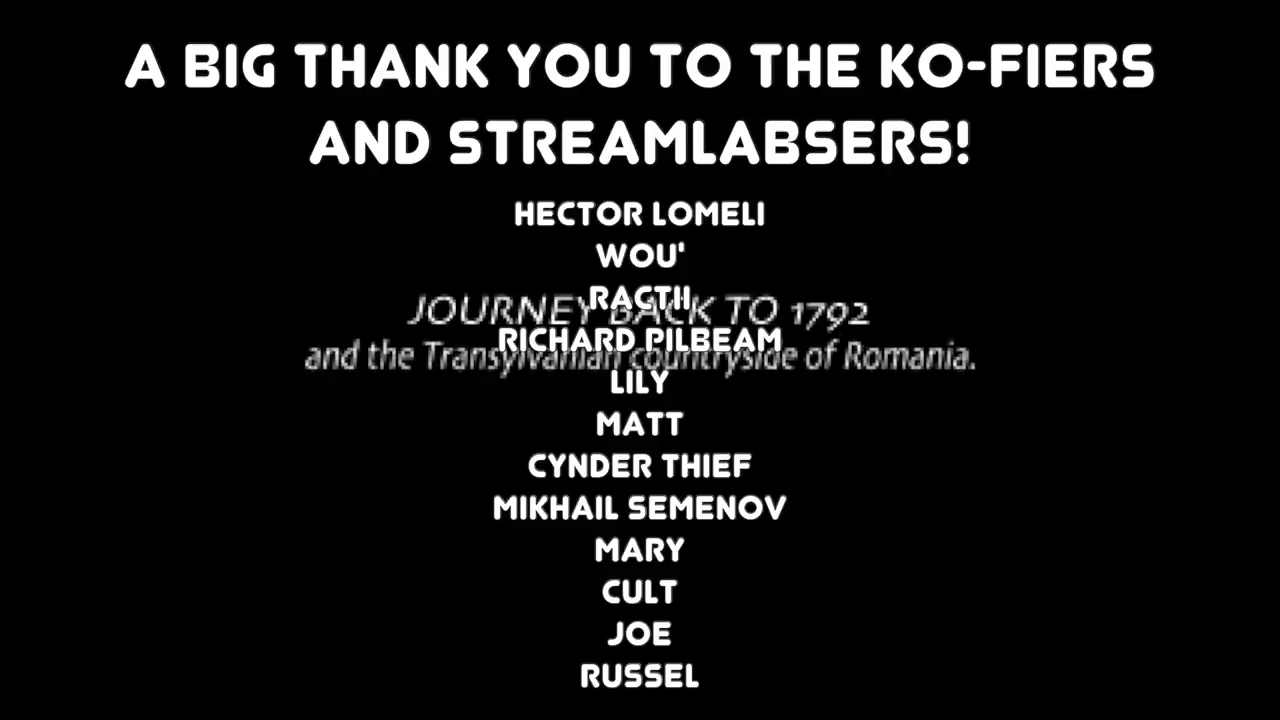 A BIG THANK YOU TO THE KO-FIERS
AND STREAMLABSERS!
HECTOR LOMELI
WOU'
RACTII
JOURNEY BACK TO 1792
RICHARD PILBEAM
and the Transylvanian countryside of Romania.
LILY
MATT
CYNDER THIEF
MIKHAIL SEMENOV
MARY
CULT
JOE
RUSSEL